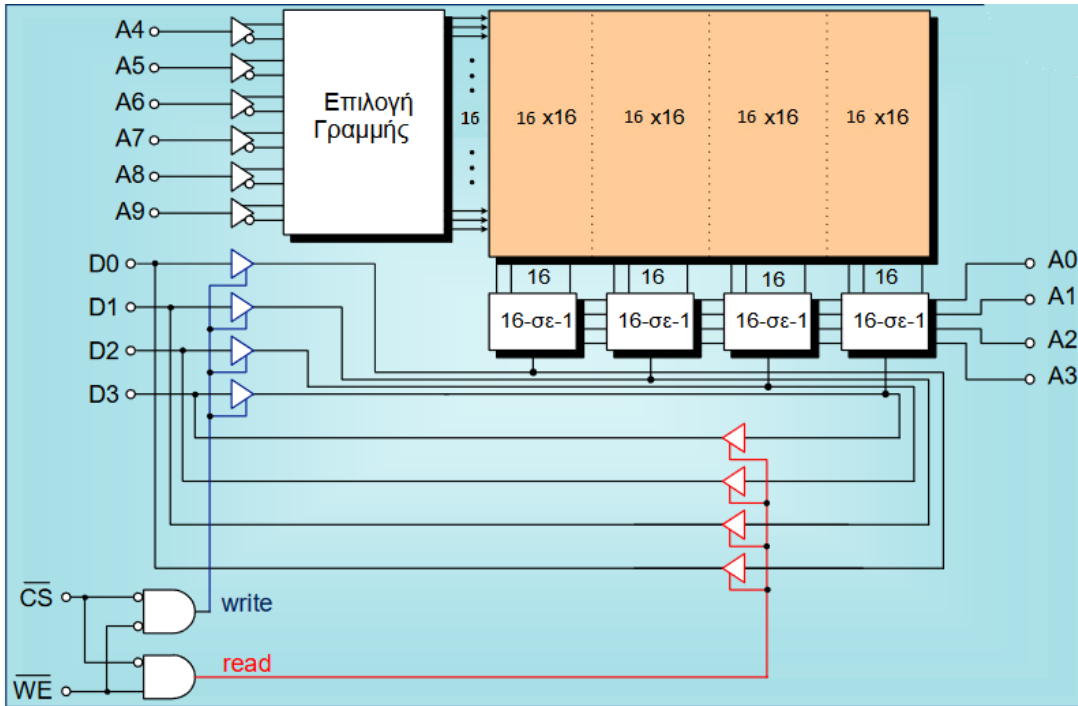 A4
A5
A6
A7
A8
A9
Επιλογή
Γραμμής
16
16 x16
16 x16
16 x16
16 x16
D0
D1
D2
D3
16
16
16
16
16-σε-1
16-σε-1
16-σε-1
16-σε-1
A0
A1
A2
A3
CS
write
read
WE